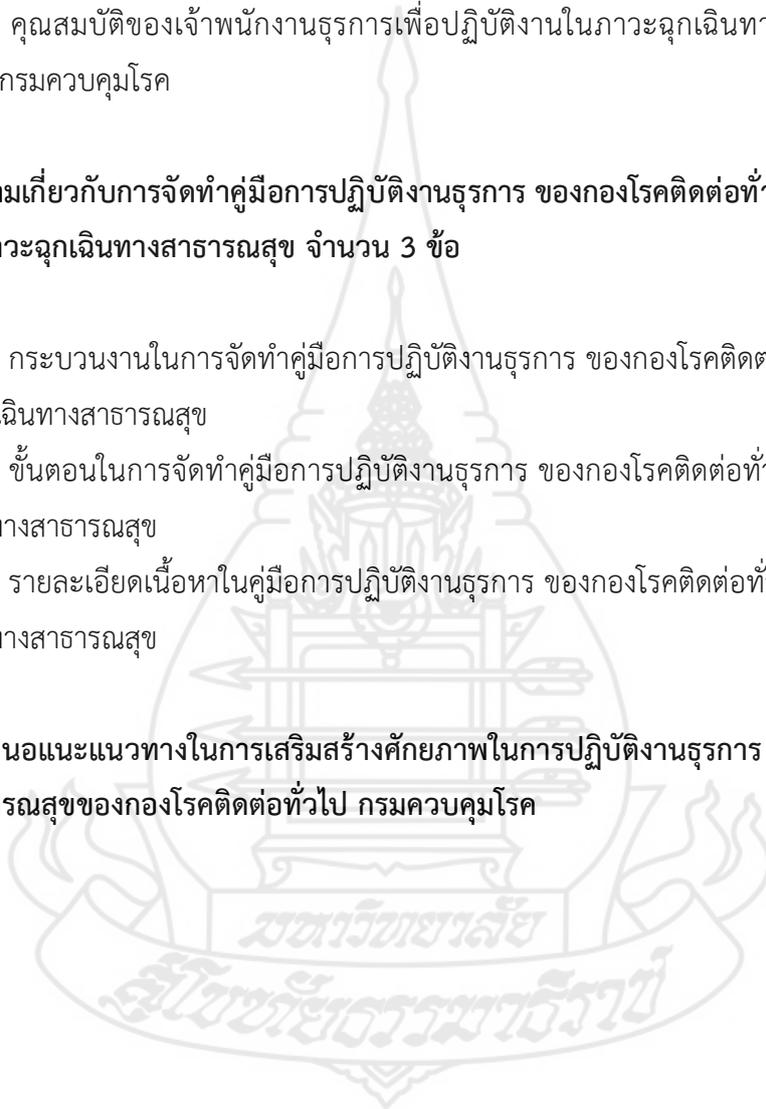 คุณสมบัติของเจ้าพนักงานธุรการเพื่อปฏิบัติงานในภาวะฉุกเฉินทา
กรมควบคุมโรค
ามเกี่ยวกับการจัดทำคู่มือการปฏิบัติงานธุรการ ของกองโรคติดต่อทั่ว
าวะฉุกเฉินทางสาธารณสุข จำนวน 3 ข้อ
กระบวนงานในการจัดทำคู่มือการปฏิบัติงานธุรการ ของกองโรคติดต
เฉินทางสาธารณสุข
ขั้นตอนในการจัดทำคู่มือการปฏิบัติงานธุรการ ของกองโรคติดต่อทั่ว
ทางสาธารณสุข
รายละเอียดเนื้อหาในคู่มือการปฏิบัติงานธุรการ ของกองโรคติดต่อทั่
ทางสาธารณสุข
นอแนะแนวทางในการเสริมสร้างศักยภาพในการปฏิบัติงานธุรการ
รณสุขของกองโรคติดต่อทั่วไป กรมควบคุมโรค
มหาวิทยาลัย
สุโขทัยธรรมาธิราช